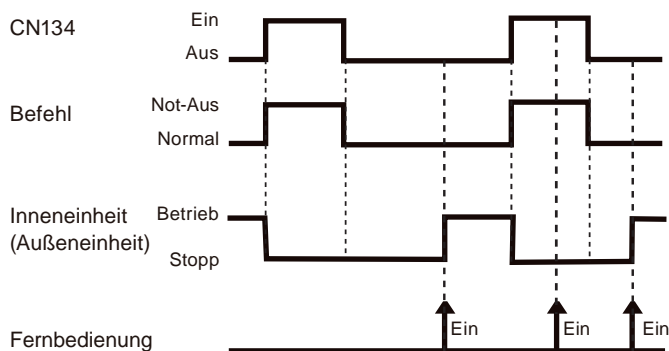 CN134
Ein
Aus
Befehl
Not-Aus
Normal
Inneneinheit
(Außeneinheit)
Betrieb
Stopp
Fernbedienung
Ein
Ein
Ein